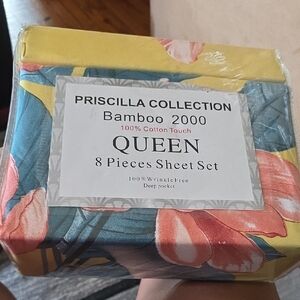 PRISCILLA COLLECTION
Bamboo 2000
100% Cotton Touch
QUEEN
8 Pieces Sheet Set
100% Wrinkle Free
Deep pocket